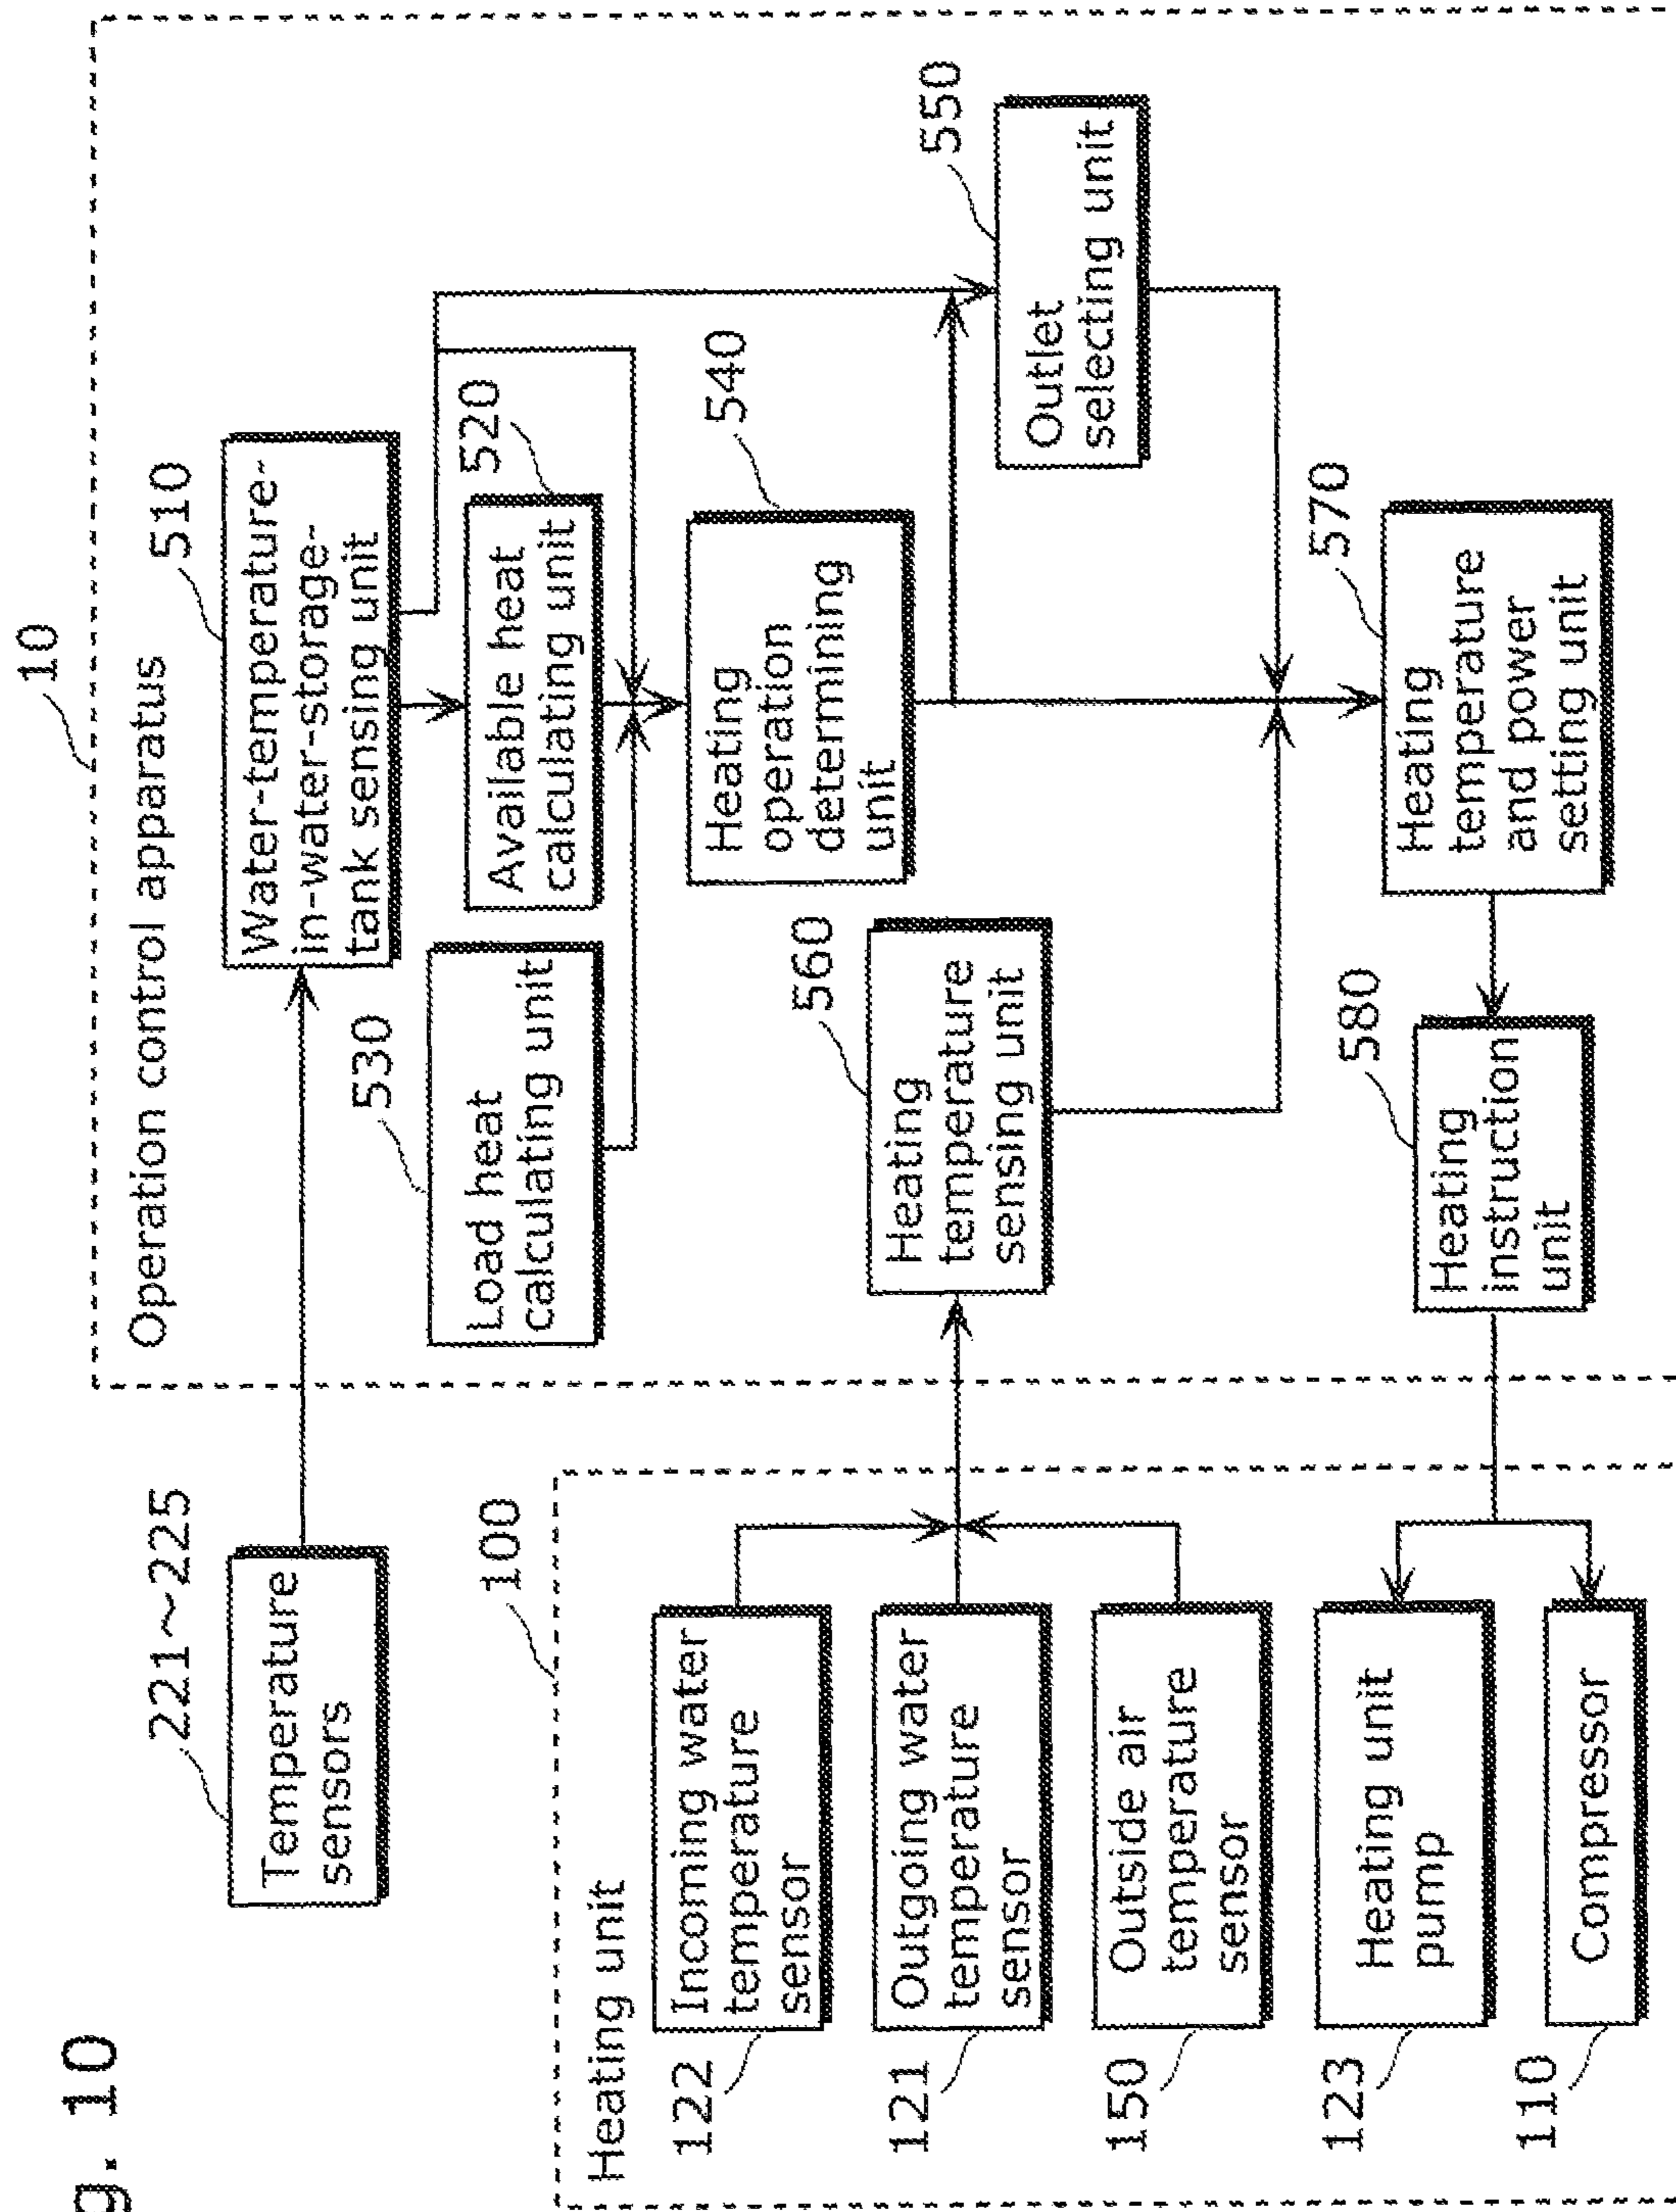 g. 10
10
Operation control apparatus
221~225
Temperature
sensors
510
Water-temperature-
in-water-storage-
tank sensing unit
530
Load heat
calculating unit
520
Available heat
calculating unit
540
Heating
operation
determining
unit
550
Outlet
selecting unit
100
Heating unit
122
Incoming water
temperature
sensor
121
Outgoing water
temperature
sensor
150
Outside air
temperature
sensor
123
Heating unit
pump
110
Compressor
560
Heating
temperature
sensing unit
570
Heating
temperature
and power
setting unit
580
Heating
instruction
unit